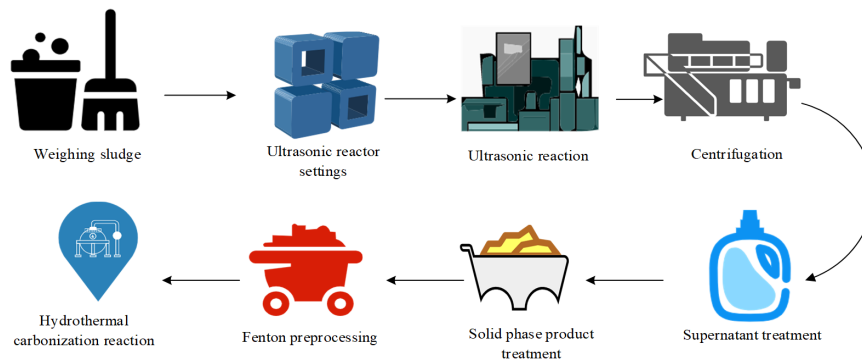 Weighing sludge
Ultrasonic reactor
settings
Ultrasonic reaction
Centrifugation
Supernatant treatment
Solid phase product
treatment
Fenton preprocessing
Hydrothermal
carbonization reaction